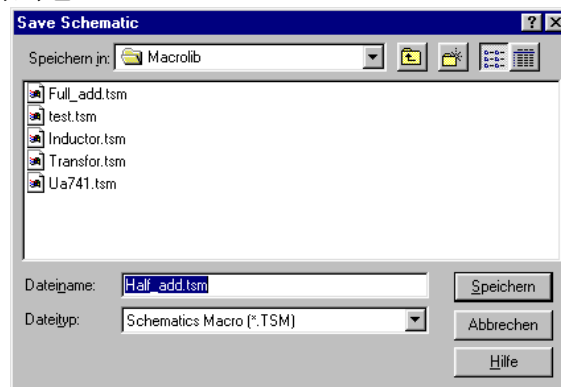 Save Schematic
Speichern in: Macrolib
Full_add.tsm
test.tsm
Inductor.tsm
Transfor.tsm
Ua741.tsm
Dateiname: Half_add.tsm Speichern
Dateityp: Schematics Macro (*.TSM) Abbrechen
Hilfe